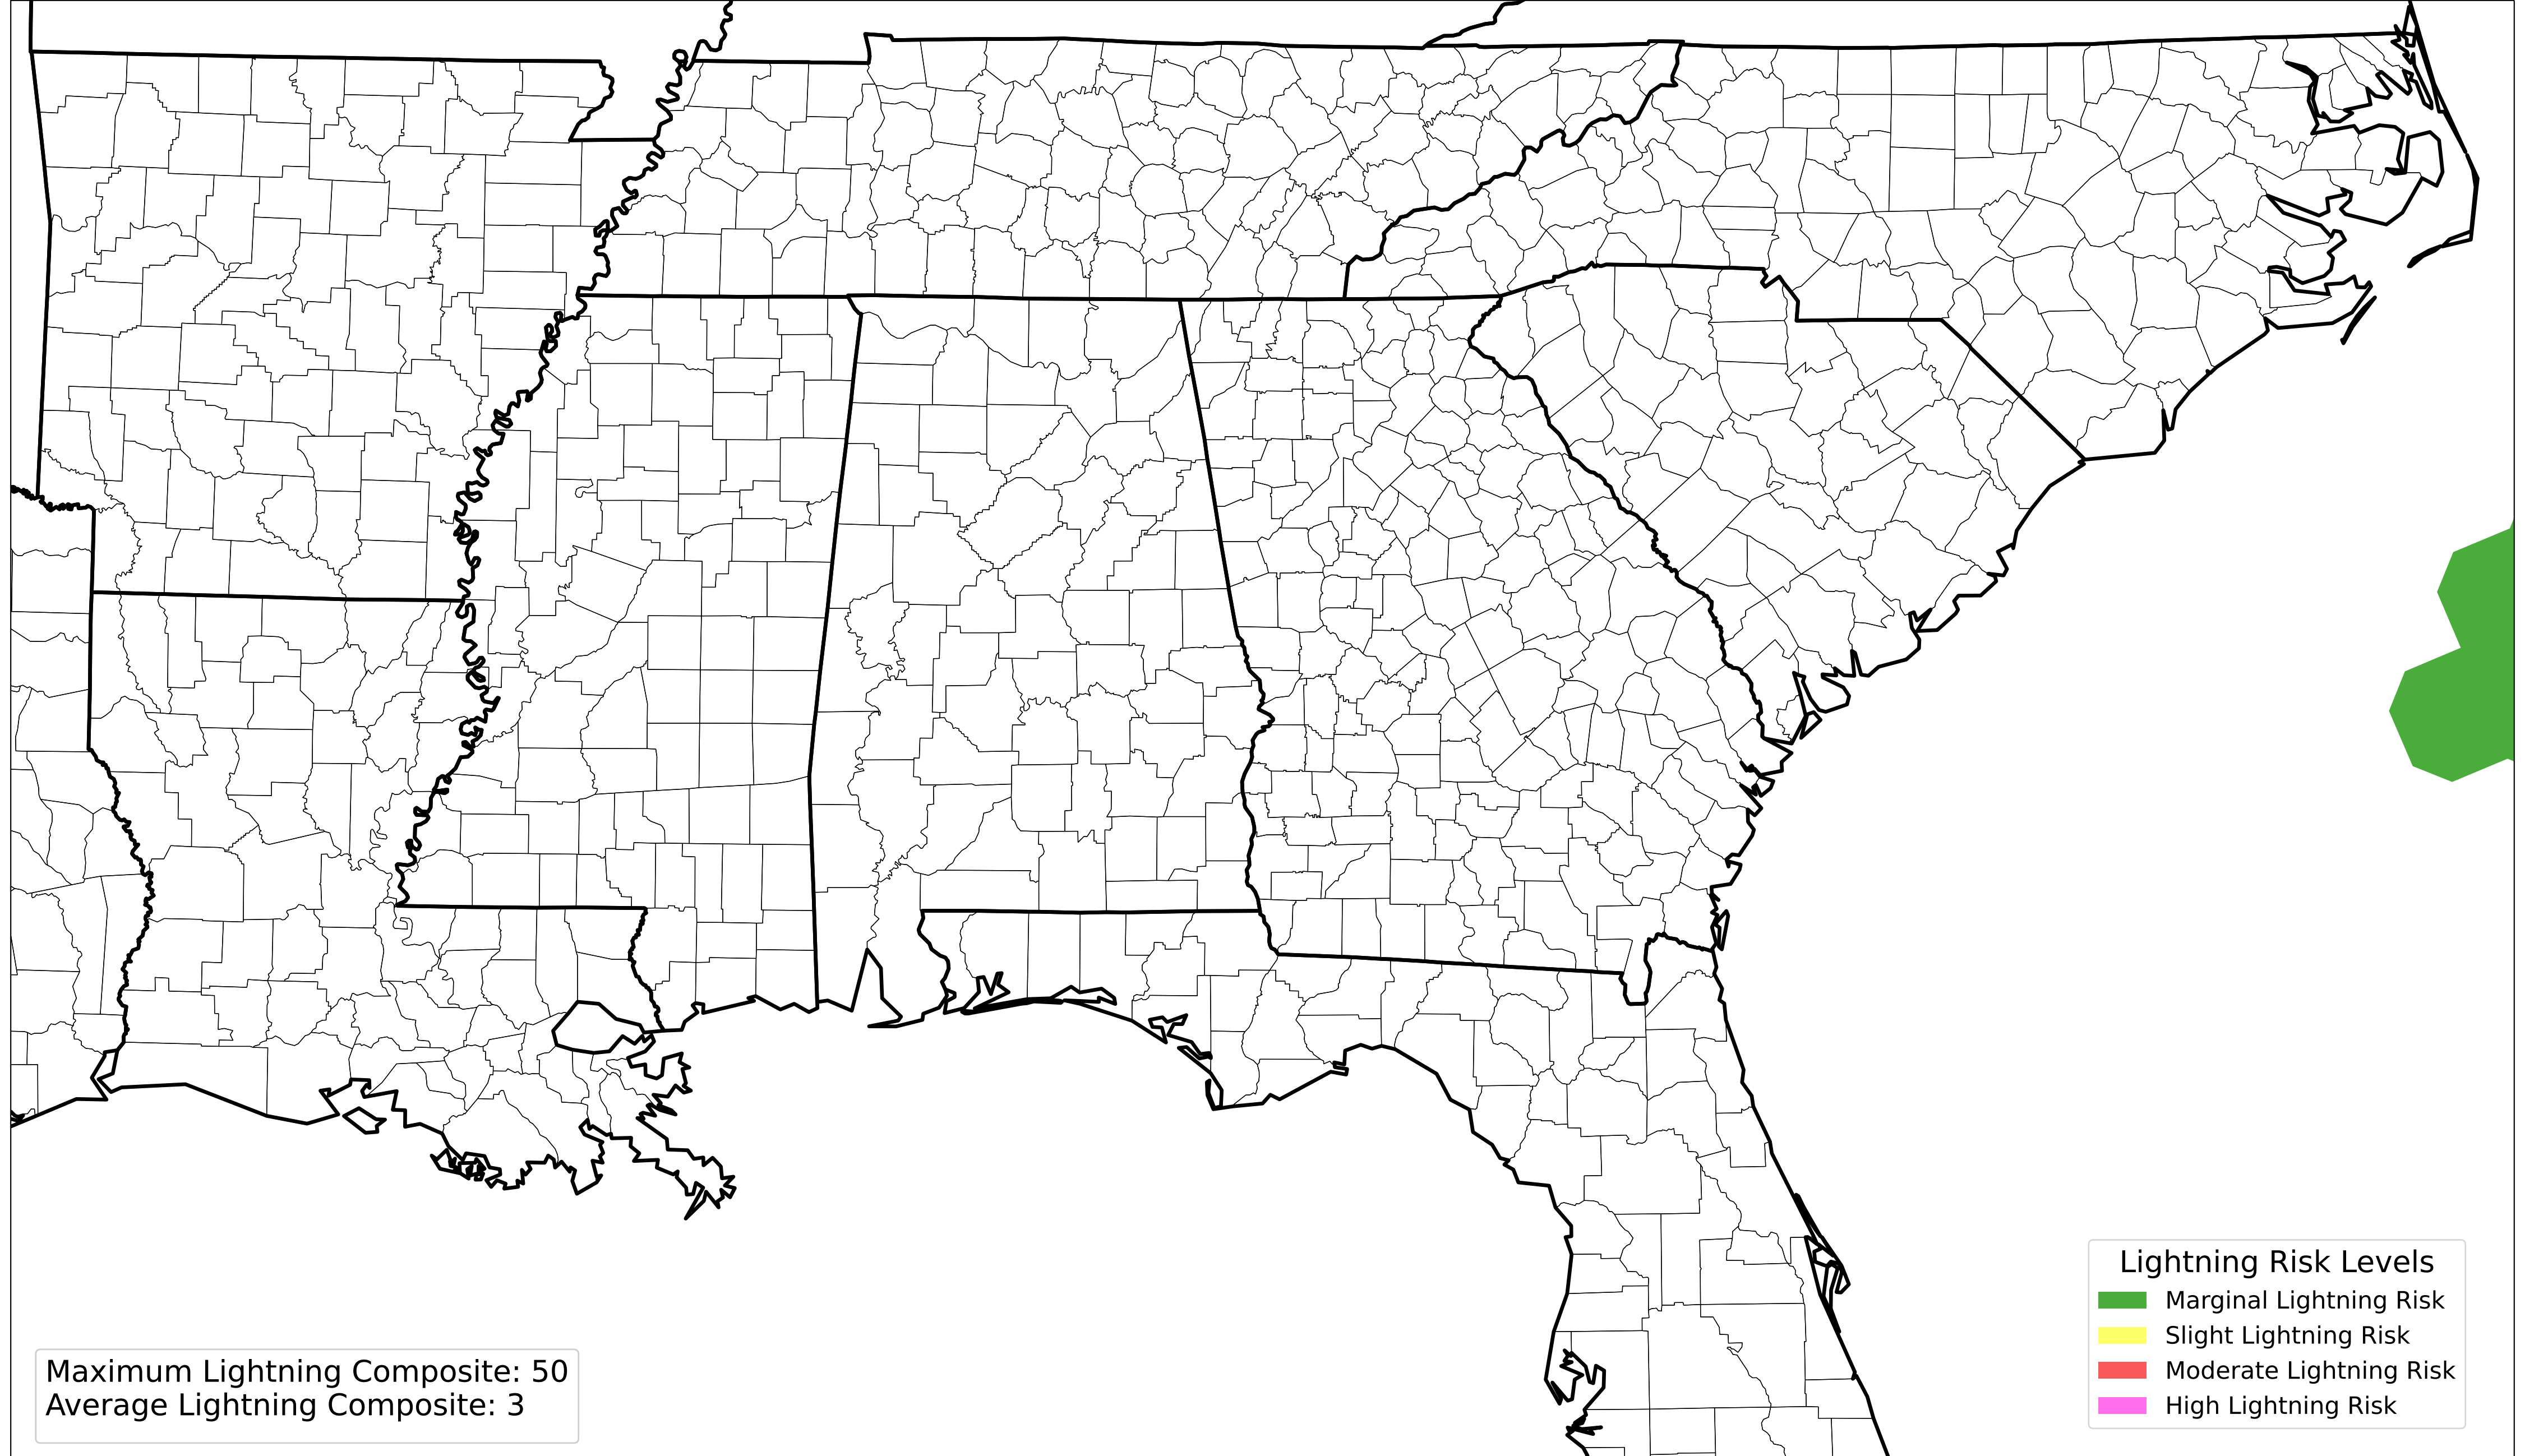 Maximum Lightning Composite: 50
Average Lightning Composite: 3
Lightning Risk Levels
Marginal Lightning Risk
Slight Lightning Risk
Moderate Lightning Risk
High Lightning Risk